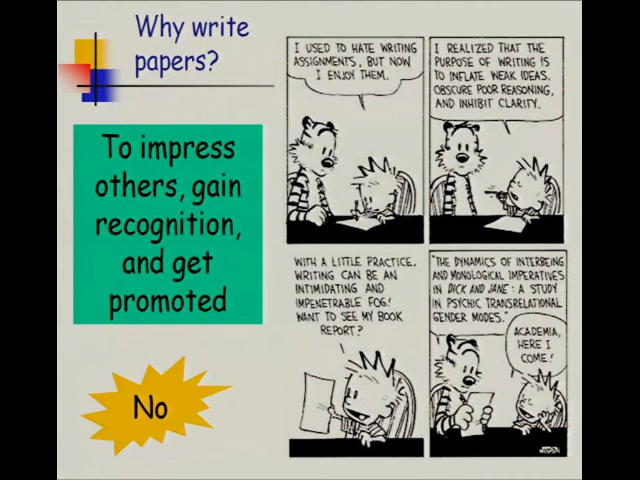 Why write
papers?
To impress
others, gain
recognition,
and get
promoted
No
I USED TO HATE WRITING
ASSIGNMENTS, BUT NOW
I ENJOY THEM.
I REALIZED THAT THE
PURPOSE OF WRITING IS
TO INFLATE WEAK IDEAS,
OBSCURE POOR REASONING,
AND INHIBIT CLARITY.
WITH A LITTLE PRACTICE,
WRITING CAN BE AN
INTIMIDATING AND
IMPENETRABLE FOG!
WANT TO SEE MY BOOK
REPORT?
"THE DYNAMICS OF INTERBEING
AND MONOLOGICAL IMPERATIVES
IN DICK AND JANE: A STUDY
IN PSYCHIC TRANSRELATIONAL
GENDER MODES."
ACADEMIA,
HERE I
COME!